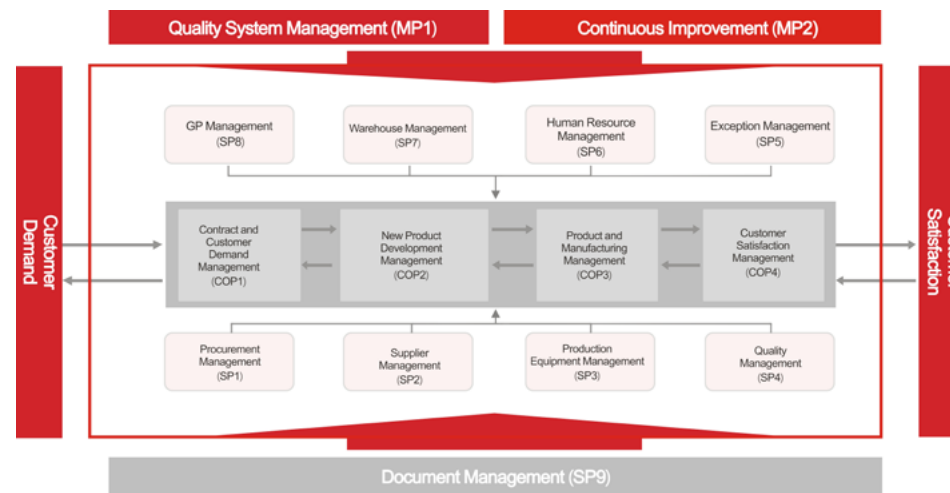 Quality System Management (MP1)
Continuous Improvement (MP2)
GP Management
(SP8)
Warehouse Management
(SP7)
Human Resource
Management
(SP6)
Exception Management
(SP5)
Customer
Demand
Contract and
Customer
Demand
Management
(COP1)
New Product
Development
Management
(COP2)
Product and
Manufacturing
Management
(COP3)
Customer
Satisfaction
Management
(COP4)
Satisfaction
Procurement
Management
(SP1)
Supplier
Management
(SP2)
Production
Equipment Management
(SP3)
Quality
Management
(SP4)
Document Management (SP9)